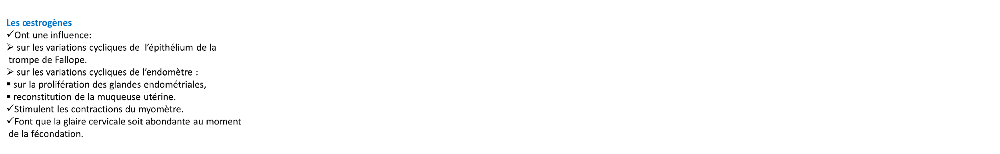 Les œstrogènes
✓Ont une influence:
➢ sur les variations cycliques de  l’épithélium de la
trompe de Fallope.
➢ sur les variations cycliques de l’endomètre :
▪ sur la prolifération des glandes endométriales,
▪ reconstitution de la muqueuse utérine.
✓Stimulent les contractions du myomètre.
✓Font que la glaire cervicale soit abondante au moment
de la fécondation.